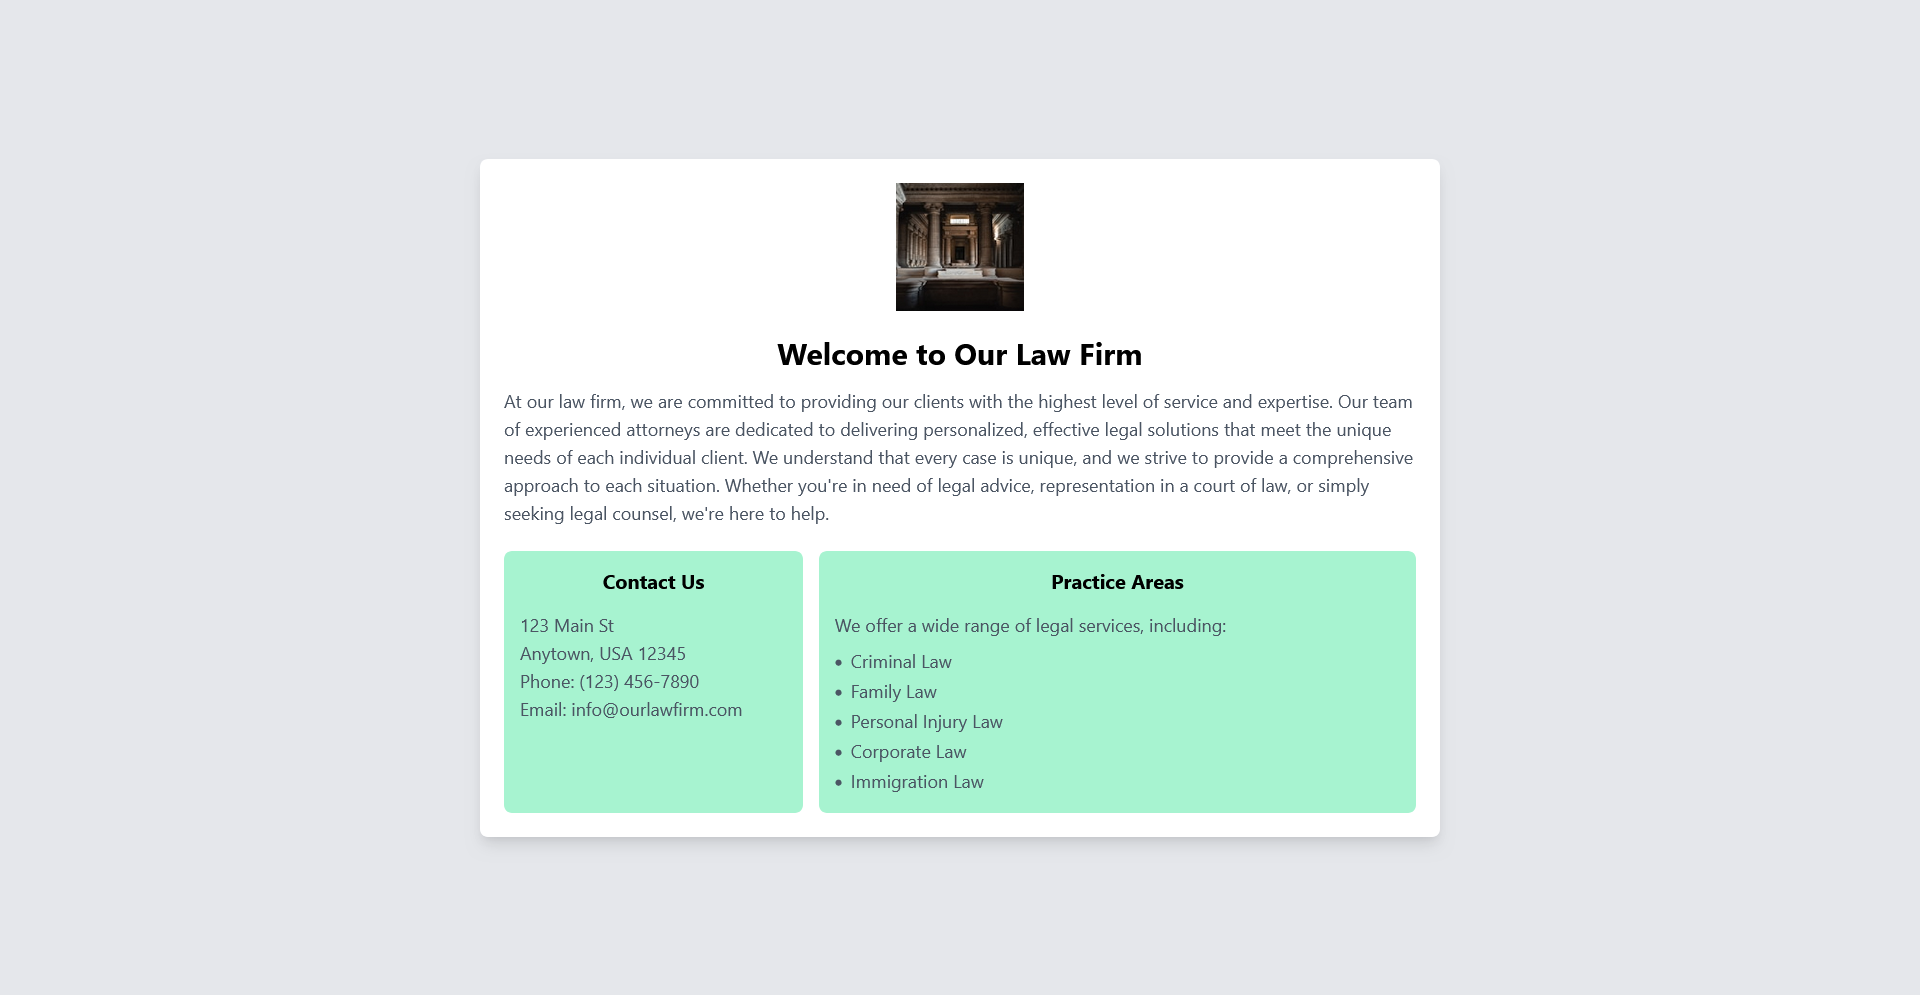 Welcome to Our Law Firm
At our law firm, we are committed to providing our clients with the highest level of service and expertise. Our team
of experienced attorneys are dedicated to delivering personalized, effective legal solutions that meet the unique
needs of each individual client. We understand that every case is unique, and we strive to provide a comprehensive
approach to each situation. Whether you're in need of legal advice, representation in a court of law, or simply
seeking legal counsel, we're here to help.
Contact Us
123 Main St
Anytown, USA 12345
Phone: (123) 456-7890
Email: info@ourlawfirm.com
Practice Areas
We offer a wide range of legal services, including:
• Criminal Law
• Family Law
• Personal Injury Law
• Corporate Law
• Immigration Law